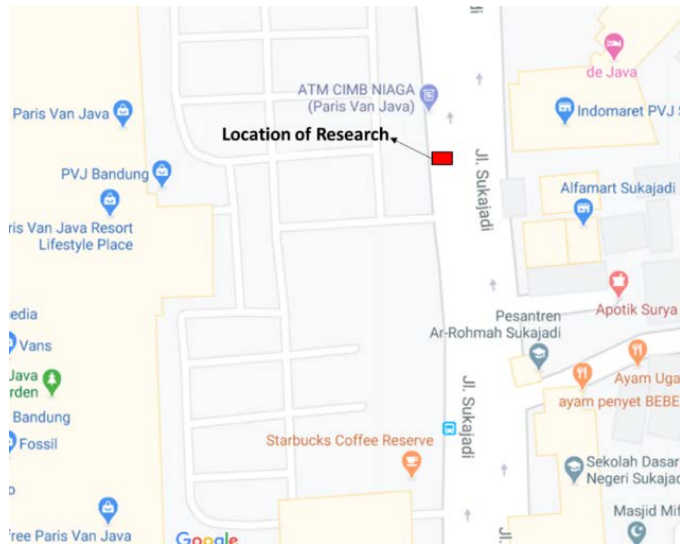 ATM CIMB NIAGA
(Paris Van Java)
de Java
Paris Van Java
Indomaret PVJ S
Location of Research
Jl. Sukajadi
PVJ Bandung
Alfamart Sukajadi
ris Van Java Resort
Lifestyle Place
Apotik Surya
edia
Pesantren
Ar-Rohmah Sukajadi
Vans
Java
rden
Ayam Uga
ayam penyet BEBE
Jl. Sukajadi
Bandung
Starbucks Coffee Reserve
Fossil
Sekolah Dasar
Negeri Sukajad
o
Masjid Mif
free Paris Van Java
Google
Jl.